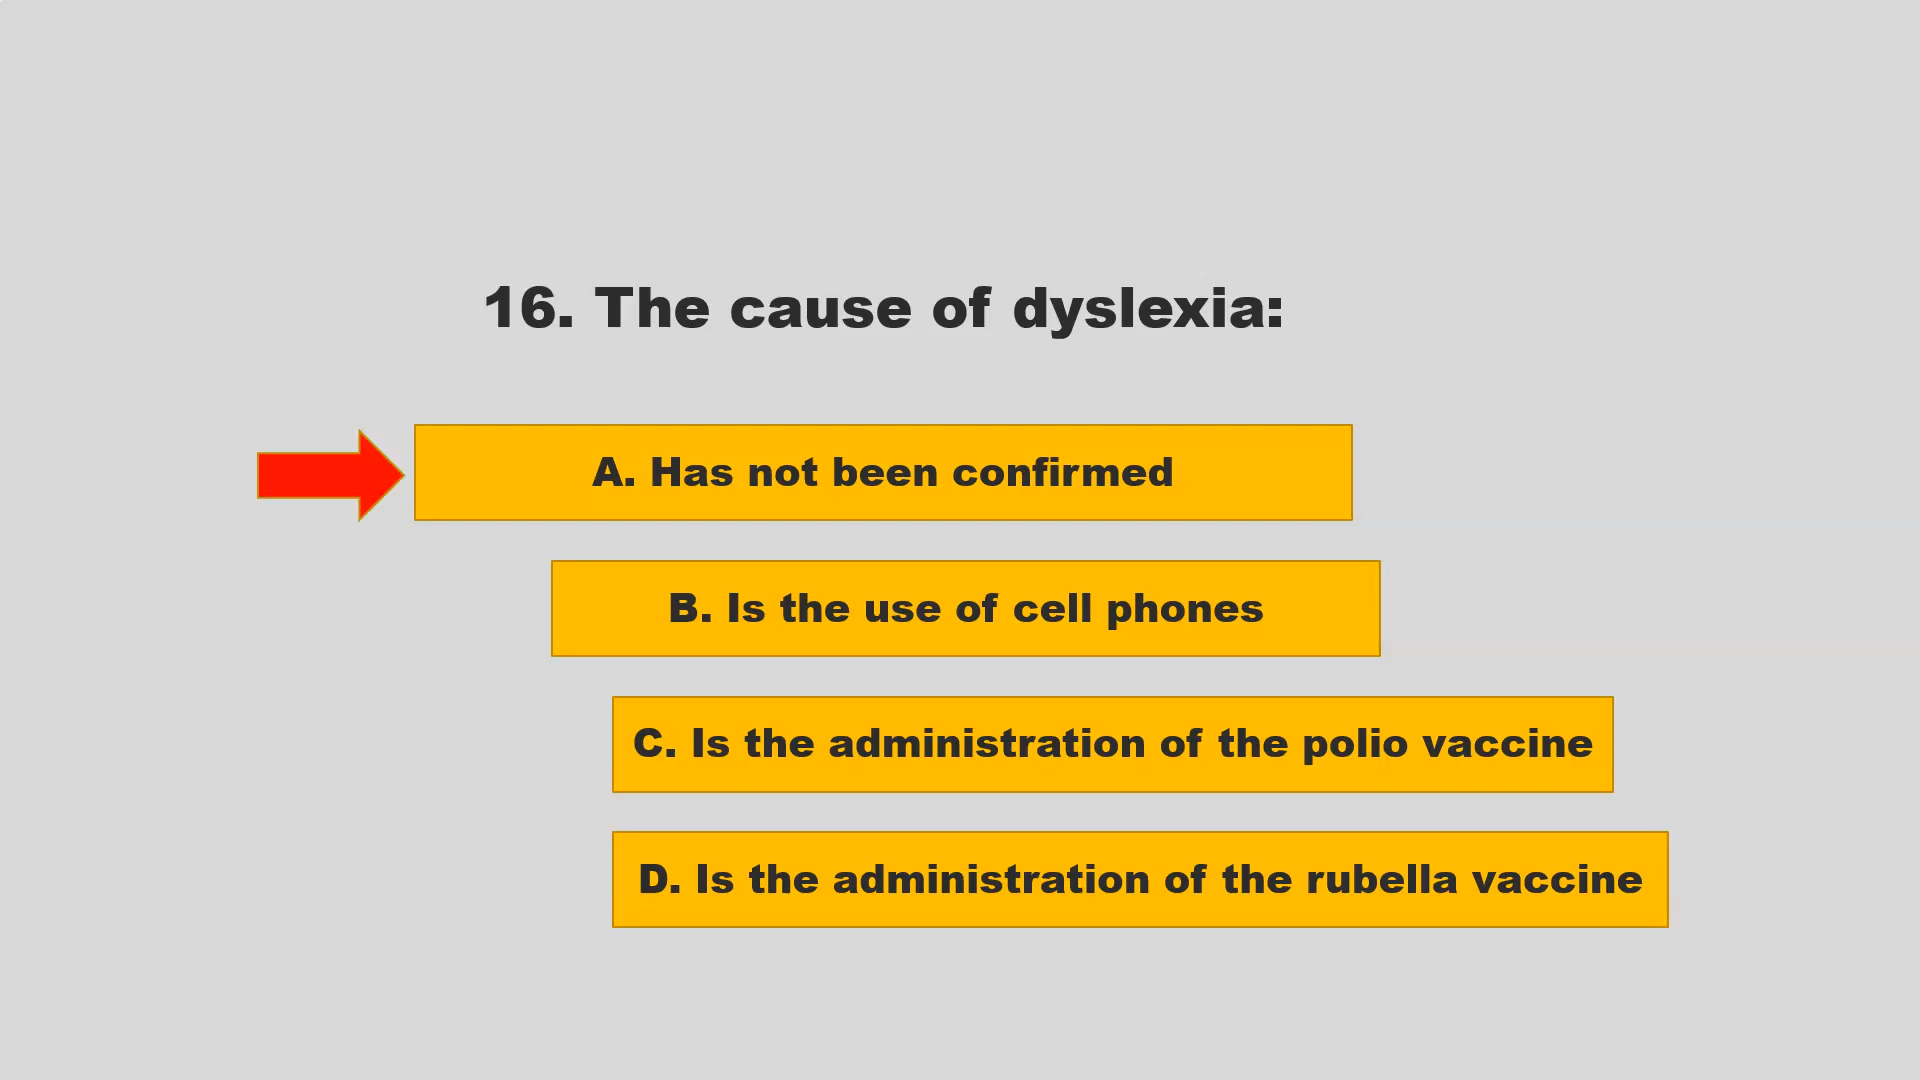 16. The cause of dyslexia:
A. Has not been confirmed
B. Is the use of cell phones
C. Is the administration of the polio vaccine
D. Is the administration of the rubella vaccine